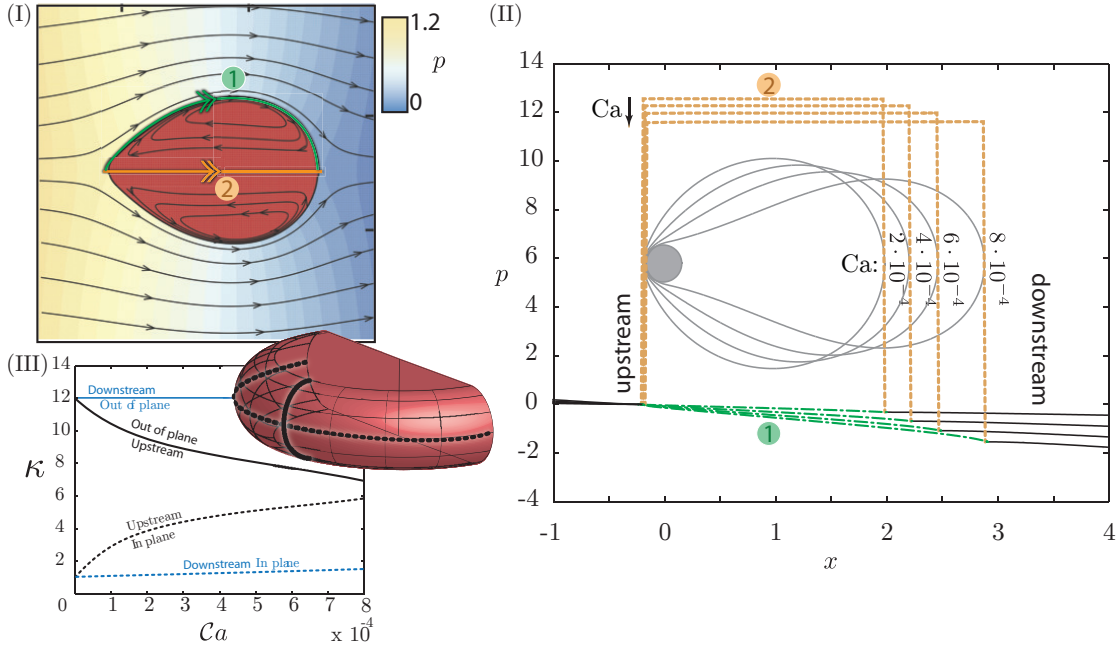 (I)
1.2
p
0
1
2
(II)
14
12
10
8
6
4
2
0
-2
-4
p
-1
0
1
2
3
4
x
Ca
2
Ca:
2 · 10⁻⁴
4 · 10⁻⁴
6 · 10⁻⁴
8 · 10⁻⁴
upstream
downstream
1
(III)
14
12
10
8
6
4
2
0
κ
Downstream
Out of plane
Out of plane
Upstream
Upstream
In plane
Downstream In plane
1
2
3
4
5
6
7
8
Ca
x 10⁻⁴